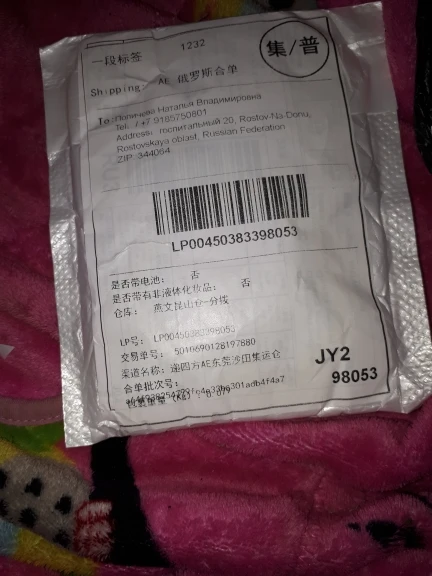 一段标签 1232 集/普
Shipping: AE 俄罗斯合单
To: Наталья Владимировна
Tel: /+7 9185750801
Address: госпитальный 20, Rostov-Na-Donu,
Rostovskaya oblast, Russian Federation
ZIP: 344064
LP00450383398053
是否带电池: 否
是否带有非液体化妆品: 否
仓库: 燕文昆山仓-分拨
LP号: LP00450383398053
交易单号: 5010690128197880
渠道名称: 递四方AE东莞沙田集运仓
合单批次号:
JY2
98053